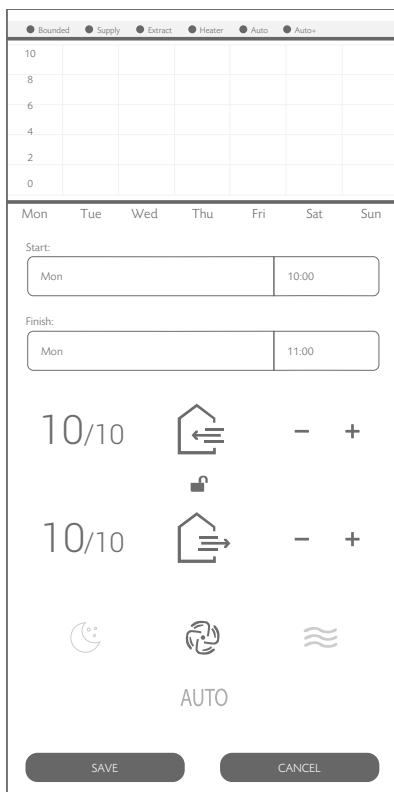 Bounded Supply Extract Heater Auto Auto+
10
8
6
4
2
0
Mon Tue Wed Thu Fri Sat Sun
Start:
Mon 10:00
Finish:
Mon 11:00
10/10 - +
10/10 - +
AUTO
SAVE CANCEL